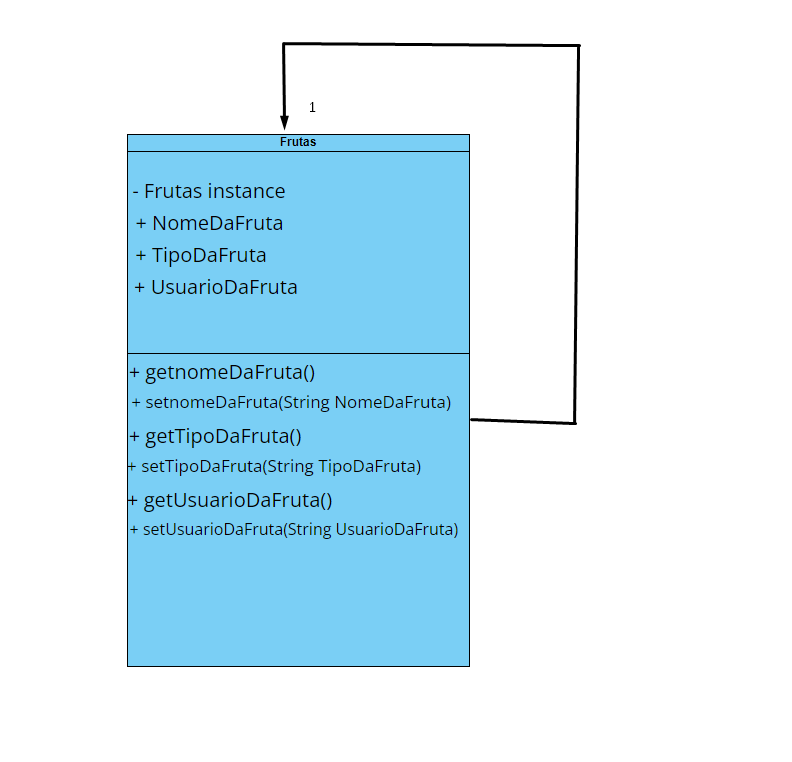 1
Frutas
- Frutas instance
+ NomeDaFruta
+ TipoDaFruta
+ UsuarioDaFruta
+ getnomeDaFruta()
+ setnomeDaFruta(String NomeDaFruta)
+ getTipoDaFruta()
+ setTipoDaFruta(String TipoDaFruta)
+ getUsuarioDaFruta()
+ setUsuarioDaFruta(String UsuarioDaFruta)